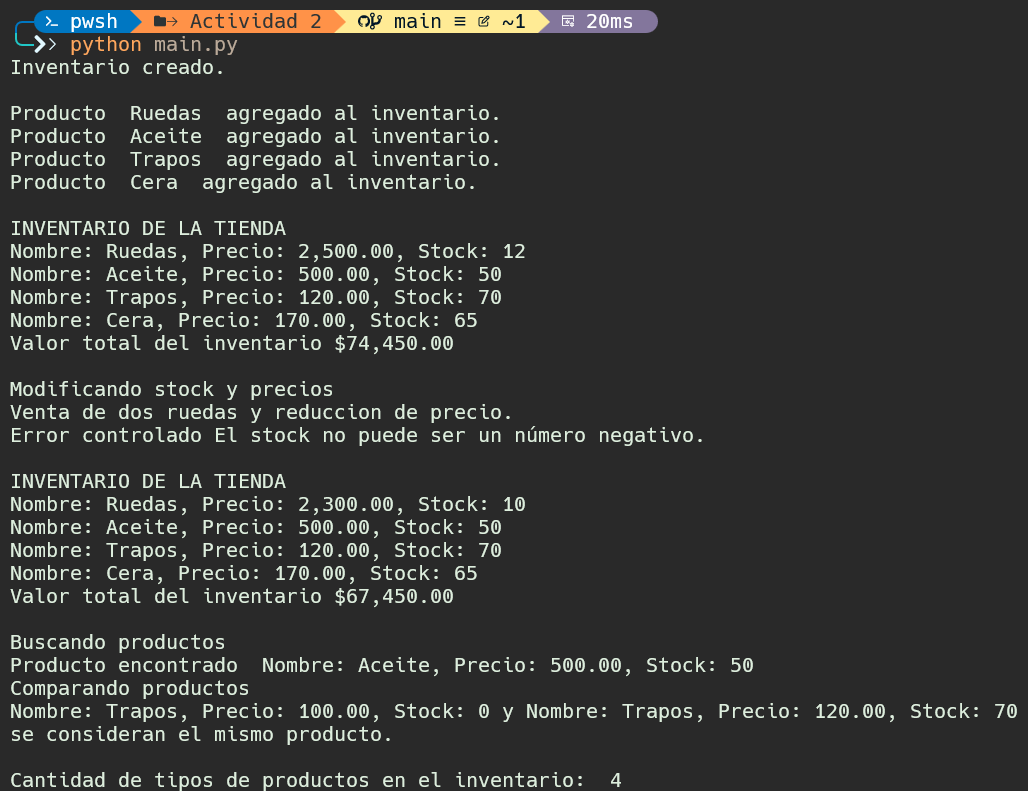 pwsh Actividad 2 main ≡ ~1 20ms
python main.py
Inventario creado.
Producto  Ruedas  agregado al inventario.
Producto  Aceite  agregado al inventario.
Producto  Trapos  agregado al inventario.
Producto  Cera  agregado al inventario.
INVENTARIO DE LA TIENDA
Nombre: Ruedas, Precio: 2,500.00, Stock: 12
Nombre: Aceite, Precio: 500.00, Stock: 50
Nombre: Trapos, Precio: 120.00, Stock: 70
Nombre: Cera, Precio: 170.00, Stock: 65
Valor total del inventario $74,450.00
Modificando stock y precios
Venta de dos ruedas y reduccion de precio.
Error controlado El stock no puede ser un número negativo.
INVENTARIO DE LA TIENDA
Nombre: Ruedas, Precio: 2,300.00, Stock: 10
Nombre: Aceite, Precio: 500.00, Stock: 50
Nombre: Trapos, Precio: 120.00, Stock: 70
Nombre: Cera, Precio: 170.00, Stock: 65
Valor total del inventario $67,450.00
Buscando productos
Producto encontrado  Nombre: Aceite, Precio: 500.00, Stock: 50
Comparando productos
Nombre: Trapos, Precio: 100.00, Stock: 0 y Nombre: Trapos, Precio: 120.00, Stock: 70
se consideran el mismo producto.
Cantidad de tipos de productos en el inventario:  4